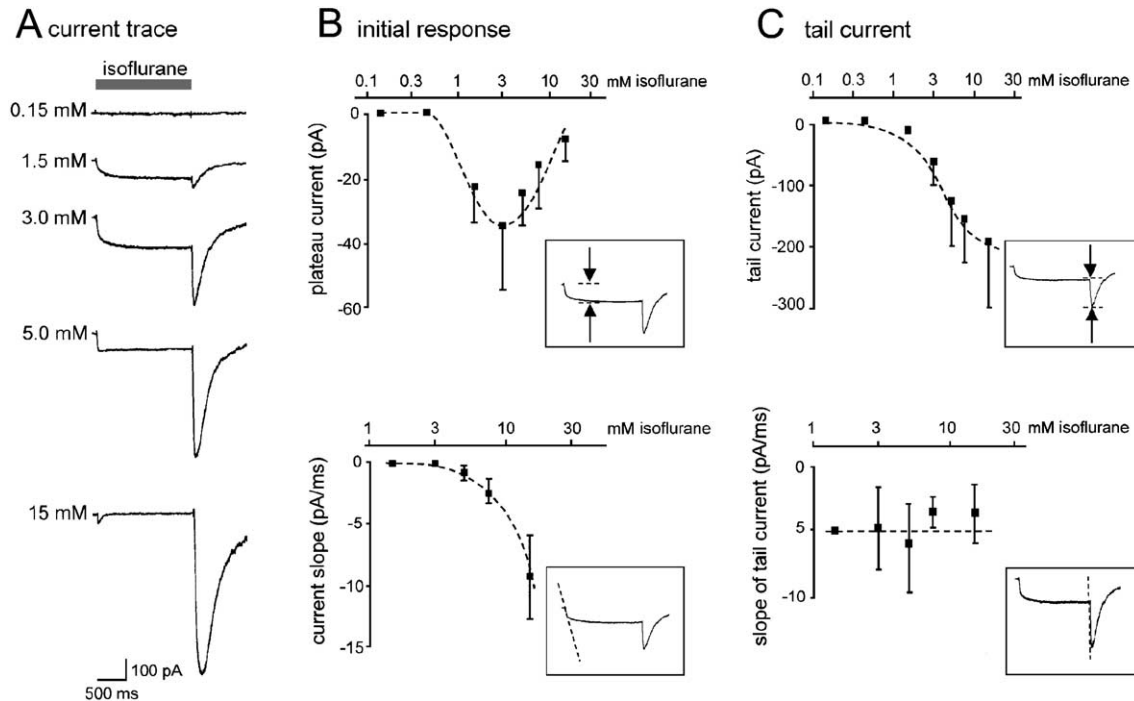 A current trace
isoflurane
0.15 mM
1.5 mM
3.0 mM
5.0 mM
15 mM
100 pA
500 ms
B initial response
0.1 0.3 1 3 10 30 mM isoflurane
plateau current (pA)
0
-20
-40
-60
1 3 10 30 mM isoflurane
current slope (pA/ms)
0
-5
-10
-15
C tail current
0.1 0.3 1 3 10 30 mM isoflurane
tail current (pA)
0
-100
-200
-300
1 3 10 30 mM isoflurane
slope of tail current (pA/ms)
0
5
-10